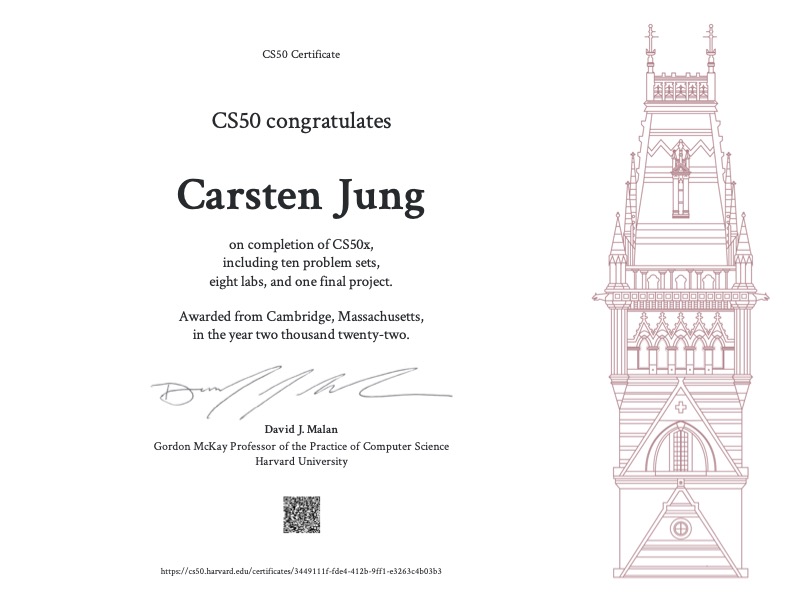 CS50 Certificate
CS50 congratulates
Carsten Jung
on completion of CS50x,
including ten problem sets,
eight labs, and one final project.
Awarded from Cambridge, Massachusetts,
in the year two thousand twenty-two.
David J. Malan
Gordon McKay Professor of the Practice of Computer Science
Harvard University
https://cs50.harvard.edu/certificates/3449111f-fde4-412b-9ff1-e3263c4b03b3